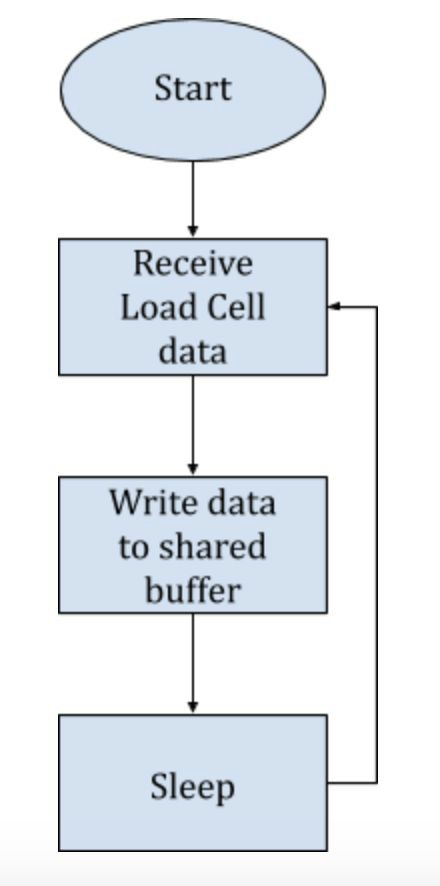 Start
Receive
Load Cell
data
Write data
to shared
buffer
Sleep